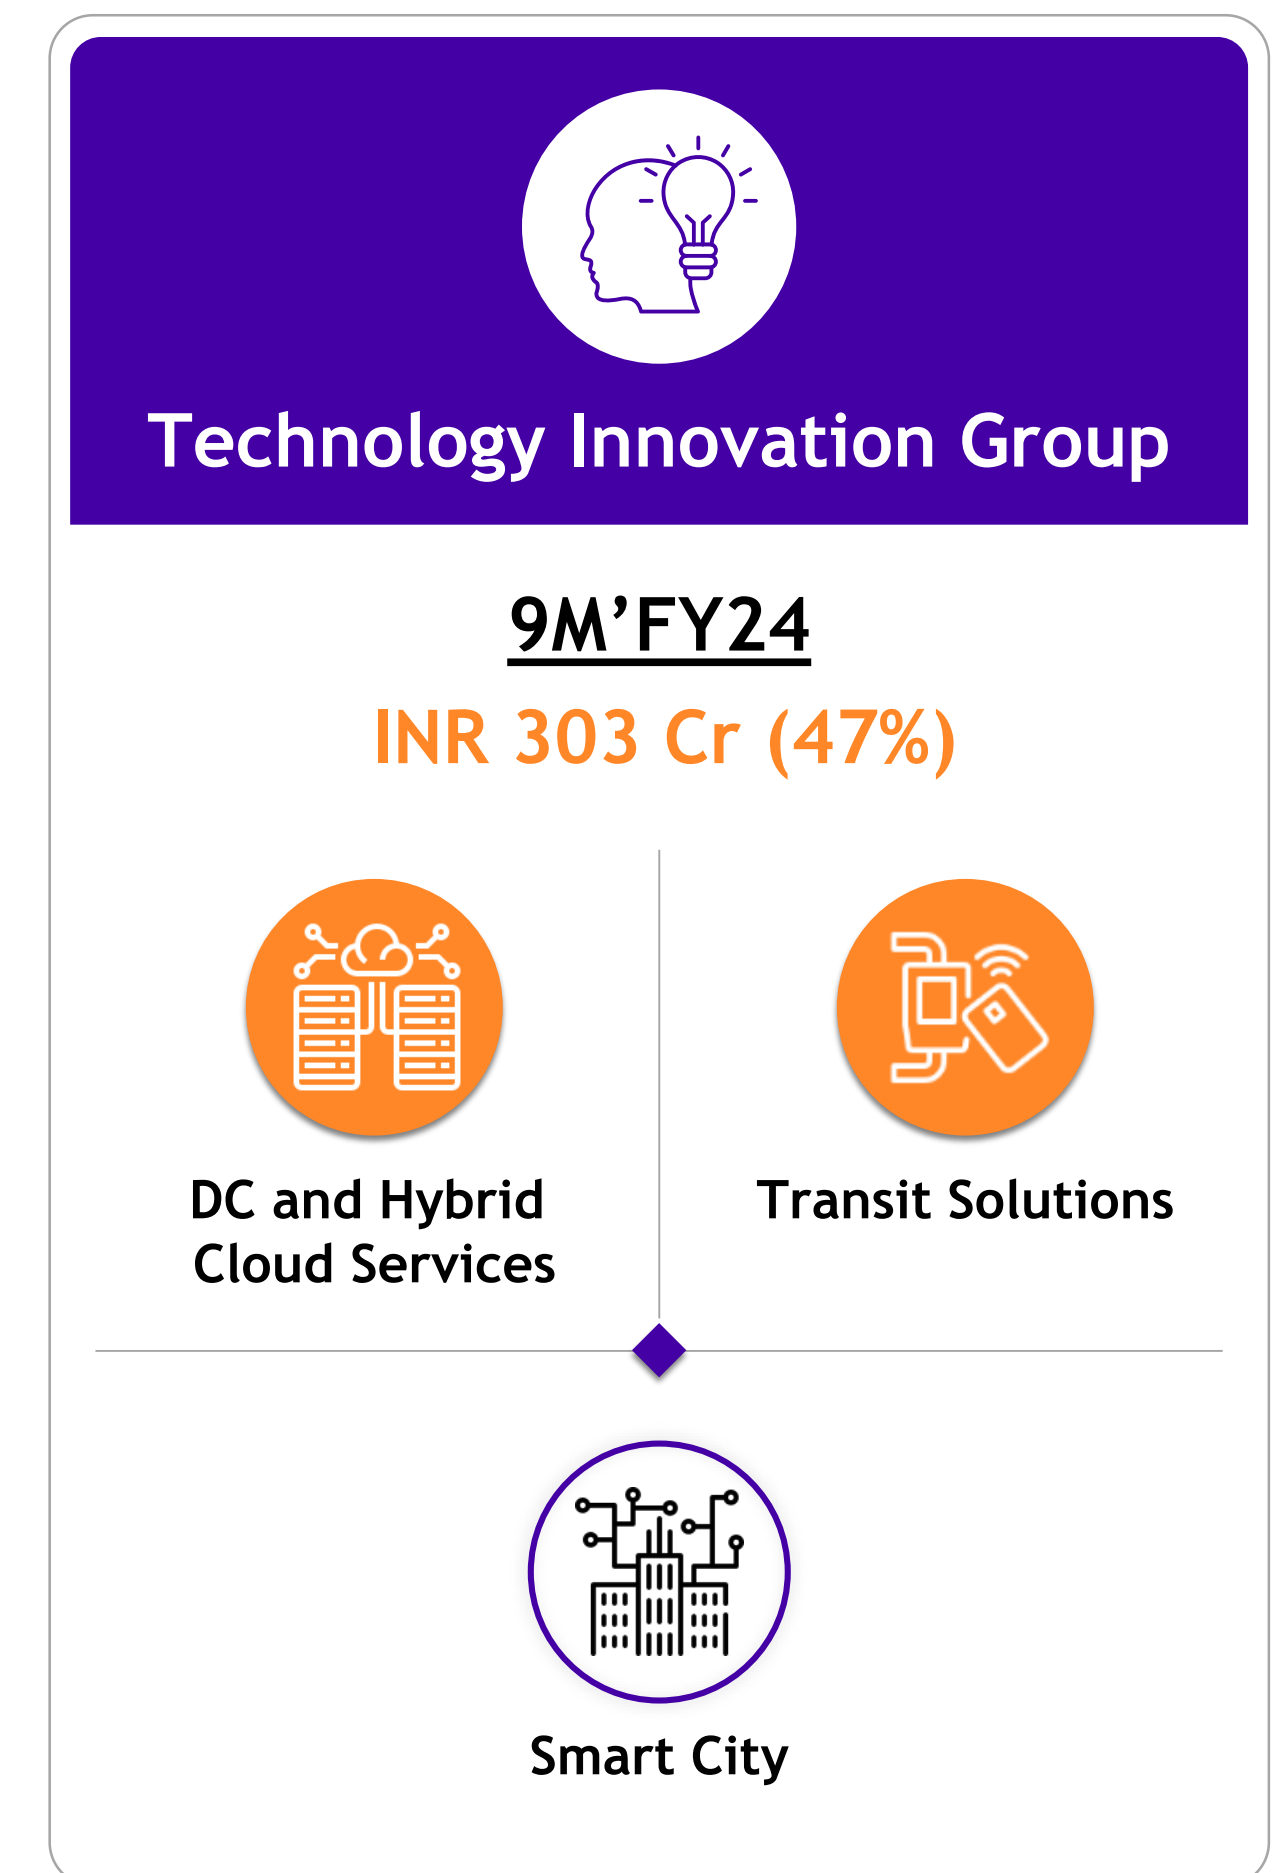 Technology Innovation Group
9M’FY24
INR 303 Cr (47%)
DC and Hybrid
Cloud Services
Transit Solutions
Smart City